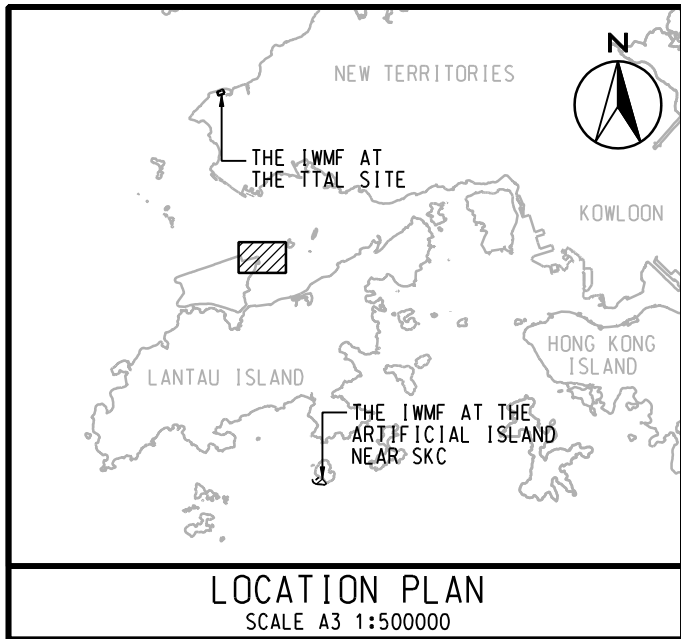 N
NEW TERRITORIES
THE IWMF AT
THE TTAL SITE
KOWLOON
HONG KONG
ISLAND
LANTAU ISLAND
THE IWMF AT THE
ARTIFICIAL ISLAND
NEAR SKC
LOCATION PLAN
SCALE A3 1:500000